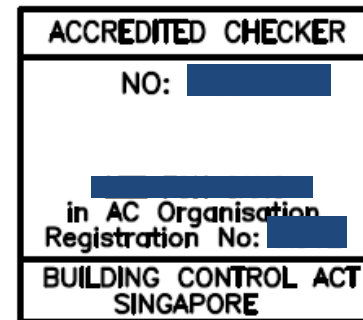 ACCREDITED CHECKER
NO:
in AC Organisation
Registration No:
BUILDING CONTROL ACT
SINGAPORE